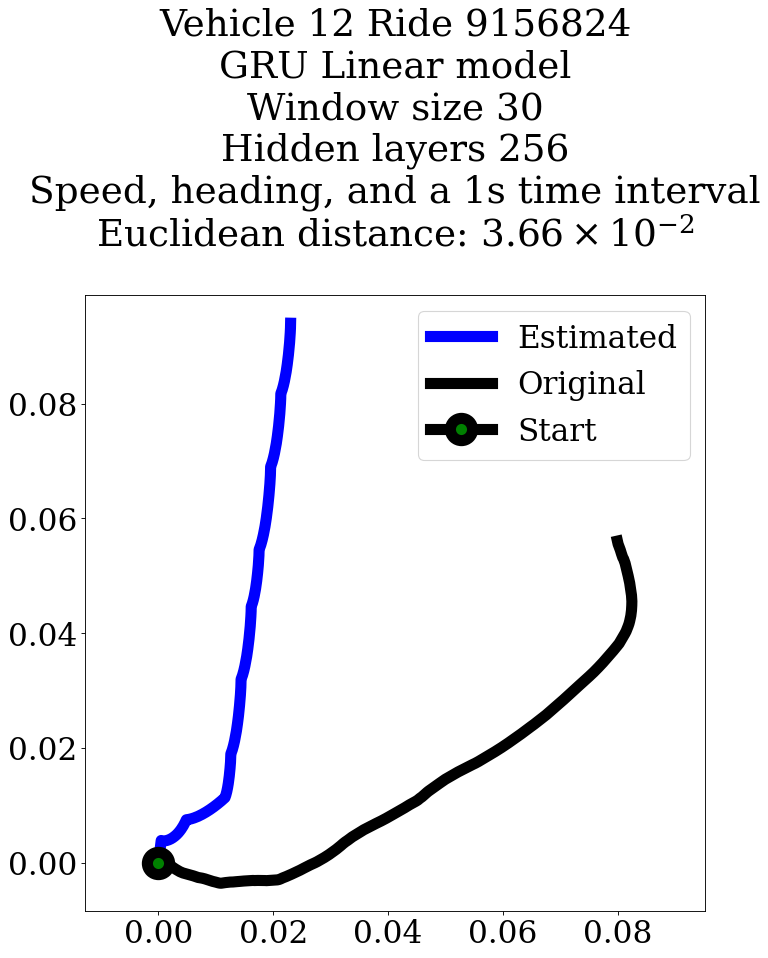 Vehicle 12 Ride 9156824
GRU Linear model
Window size 30
Hidden layers 256
Speed, heading, and a 1s time interval
Euclidean distance: 3.66 × 10⁻²
Estimated
Original
Start
0.08
0.06
0.04
0.02
0.00
0.00 0.02 0.04 0.06 0.08